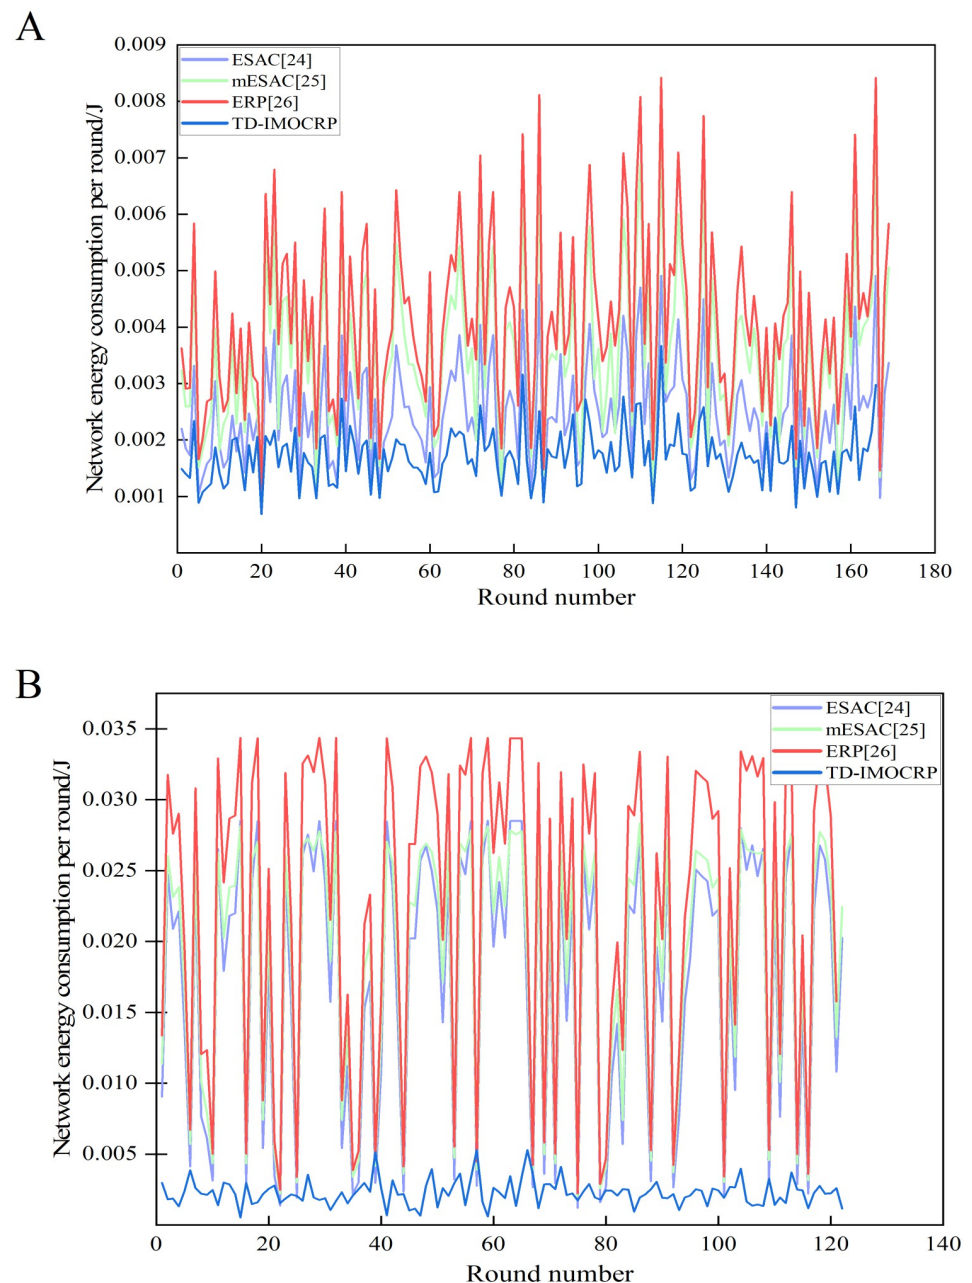 A
Network energy consumption per round/J
0.009
0.008
0.007
0.006
0.005
0.004
0.003
0.002
0.001
ESAC[24]
mESAC[25]
ERP[26]
TD-IMOCRP
0 20 40 60 80 100 120 140 160 180
Round number
B
Network energy consumption per round/J
0.035
0.030
0.025
0.020
0.015
0.010
0.005
ESAC[24]
mESAC[25]
ERP[26]
TD-IMOCRP
0 20 40 60 80 100 120 140
Round number